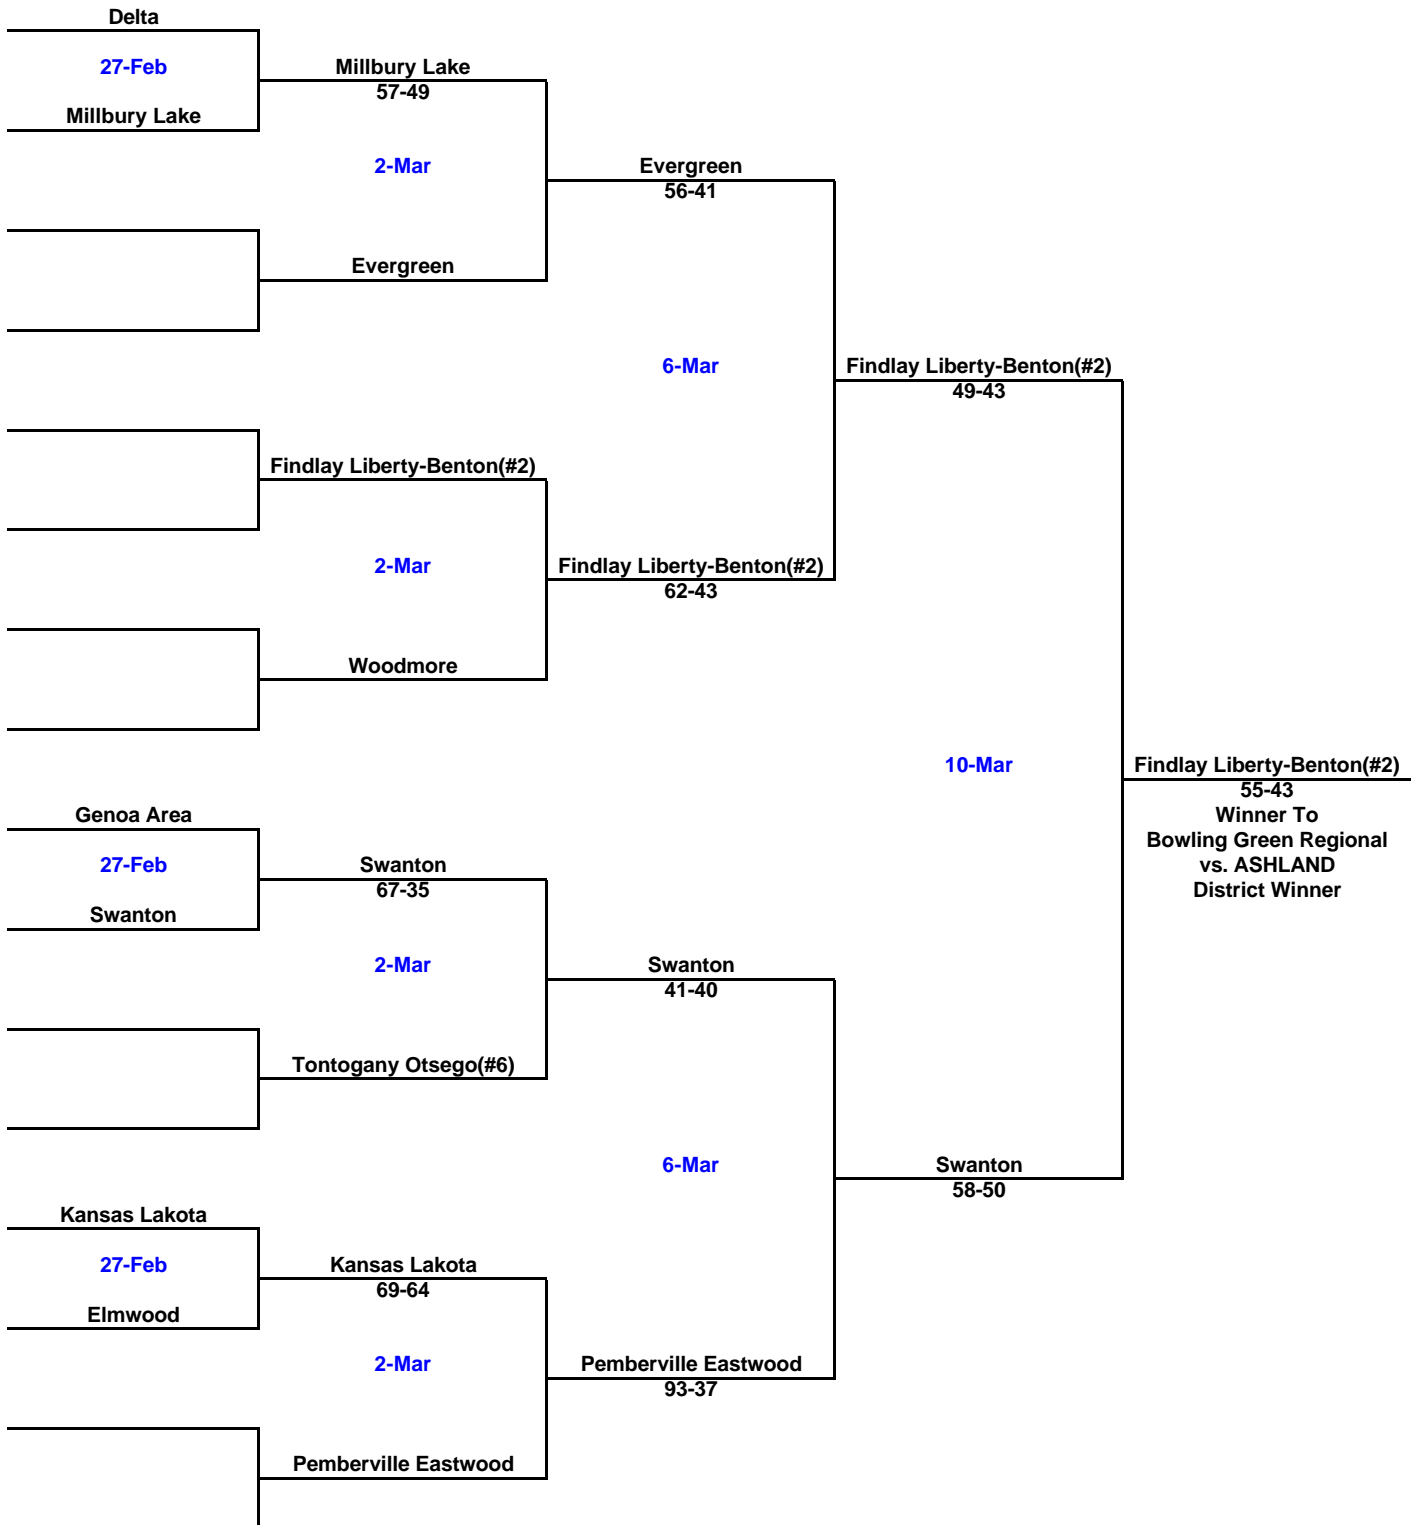 Delta
27-Feb
Millbury Lake
57-49
Millbury Lake
2-Mar
Evergreen
56-41
Evergreen
6-Mar
Findlay Liberty-Benton(#2)
49-43
Findlay Liberty-Benton(#2)
2-Mar
Findlay Liberty-Benton(#2)
62-43
Woodmore
10-Mar
Findlay Liberty-Benton(#2)
55-43
Winner To
Bowling Green Regional
vs. ASHLAND
District Winner
Genoa Area
27-Feb
Swanton
67-35
Swanton
2-Mar
Swanton
41-40
Tontogany Otsego(#6)
6-Mar
Swanton
58-50
Kansas Lakota
27-Feb
Kansas Lakota
69-64
Elmwood
2-Mar
Pemberville Eastwood
93-37
Pemberville Eastwood